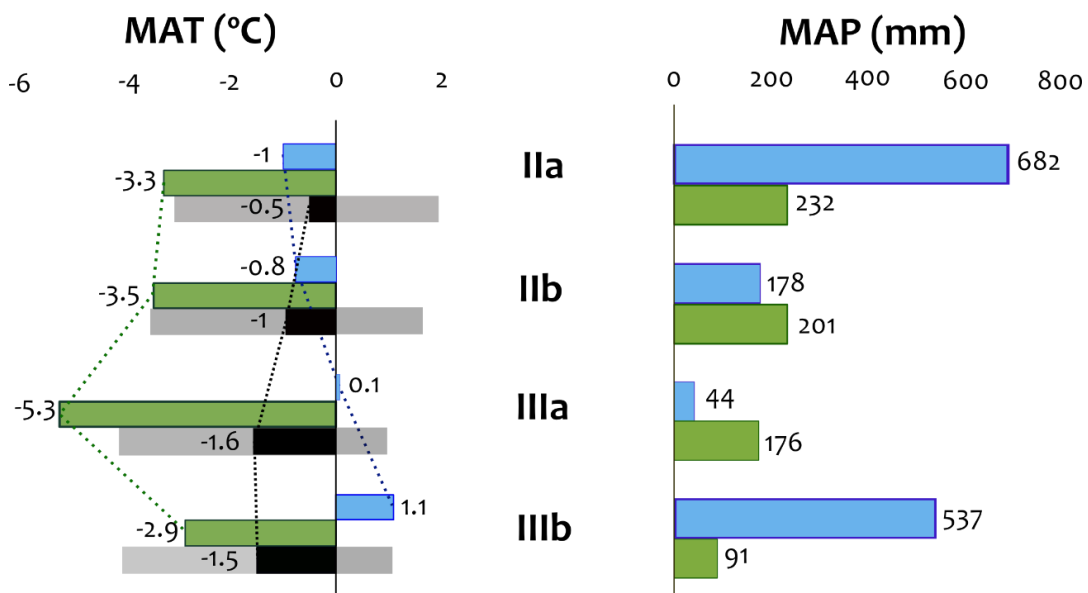 MAT (ºC) MAP (mm)
-6 -4 -2 0 2 0 200 400 600 800
-1 IIa 682
-3.3 232
-0.5
-0.8 IIb 178
-3.5 201
-1
0.1 IIIa 44
-5.3 176
-1.6
1.1 IIIb 537
-2.9 91
-1.5